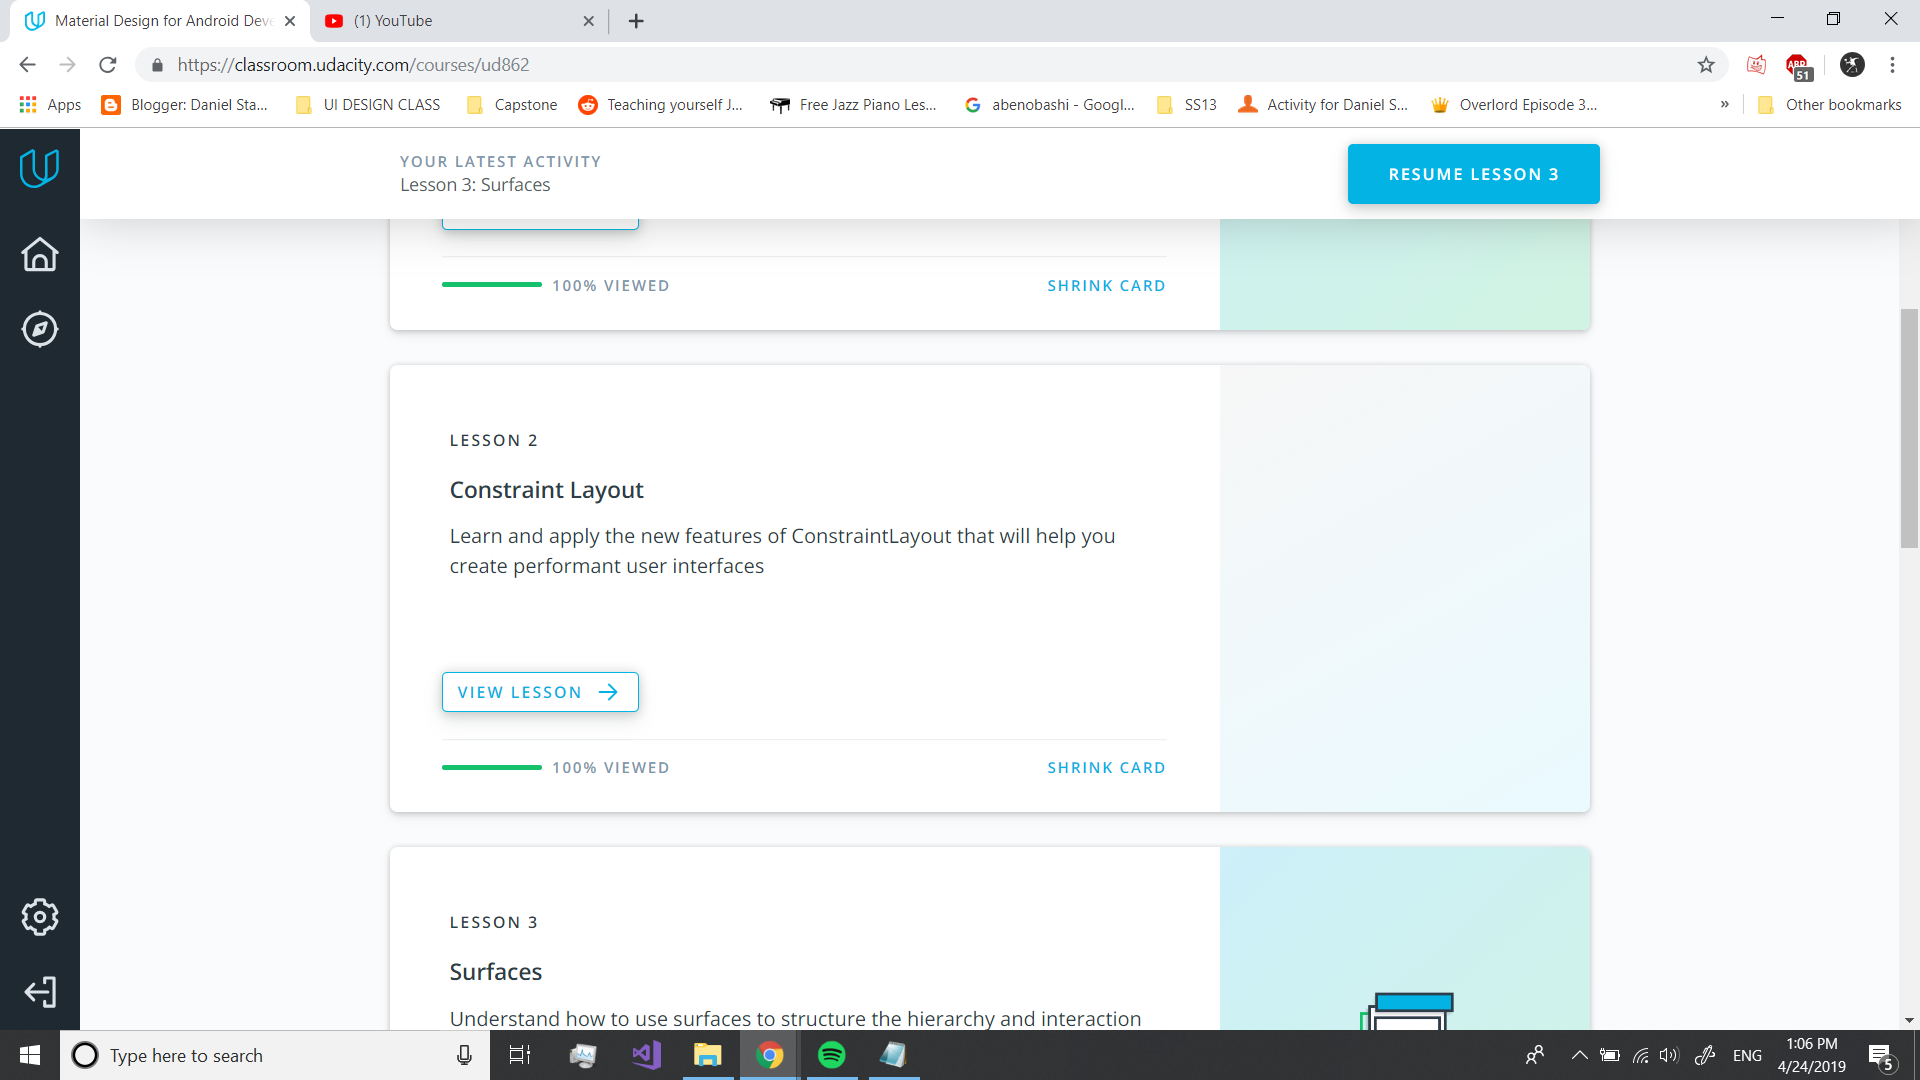 Material Design for Android Deve
(1) YouTube
https://classroom.udacity.com/courses/ud862
ABP
51
Apps
Blogger: Daniel Sta...
UI DESIGN CLASS
Capstone
Teaching yourself J...
Free Jazz Piano Les...
abenobashi - Googl...
SS13
Activity for Daniel S...
Overlord Episode 3...
»
Other bookmarks
YOUR LATEST ACTIVITY
Lesson 3: Surfaces
RESUME LESSON 3
100% VIEWED
SHRINK CARD
LESSON 2
Constraint Layout
Learn and apply the new features of ConstraintLayout that will help you
create performant user interfaces
VIEW LESSON
100% VIEWED
SHRINK CARD
LESSON 3
Surfaces
Understand how to use surfaces to structure the hierarchy and interaction
Type here to search
ENG
1:06 PM
4/24/2019
5